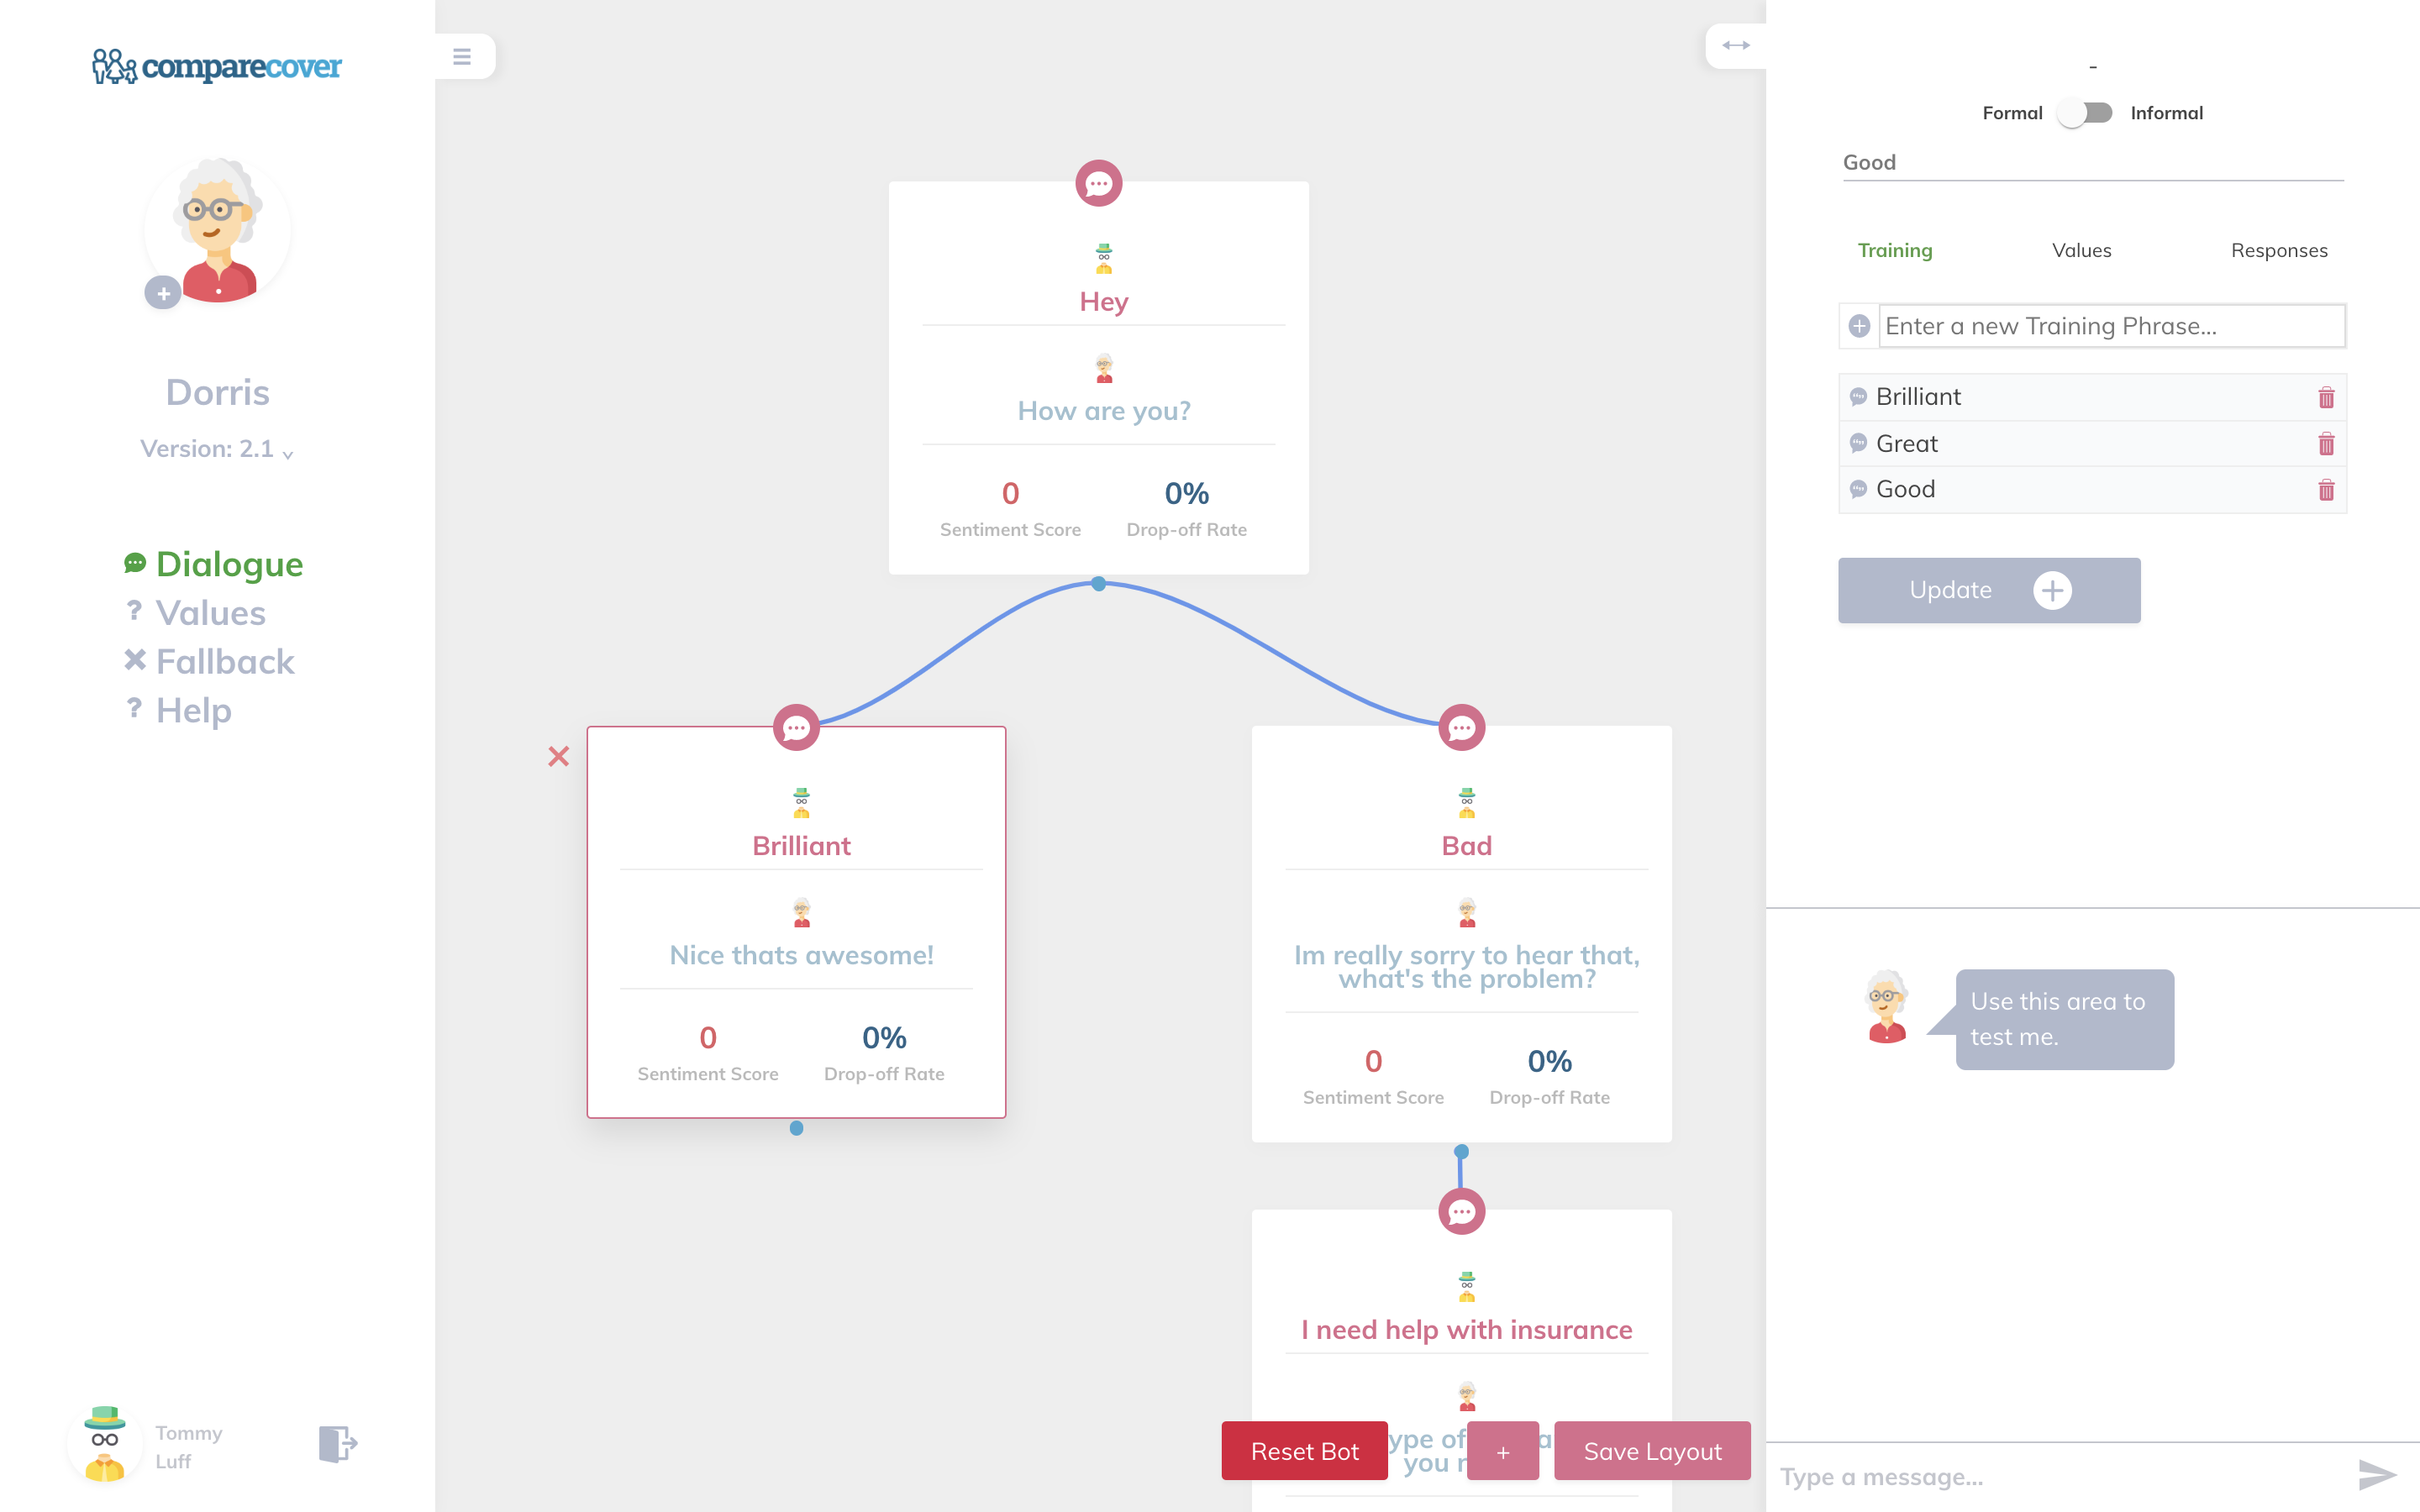 comparecover
Dorris
Version: 2.1
Dialogue
? Values
Fallback
? Help
Tommy
Luff
Hey
How are you?
0
0%
Sentiment Score
Drop-off Rate
Brilliant
Nice thats awesome!
0
0%
Sentiment Score
Drop-off Rate
Bad
Im really sorry to hear that,
what's the problem?
0
0%
Sentiment Score
Drop-off Rate
I need help with insurance
of
you
Reset Bot
+
Save Layout
-
Formal
Informal
Good
Training
Values
Responses
Enter a new Training Phrase...
Brilliant
Great
Good
Update
Use this area to
test me.
Type a message...